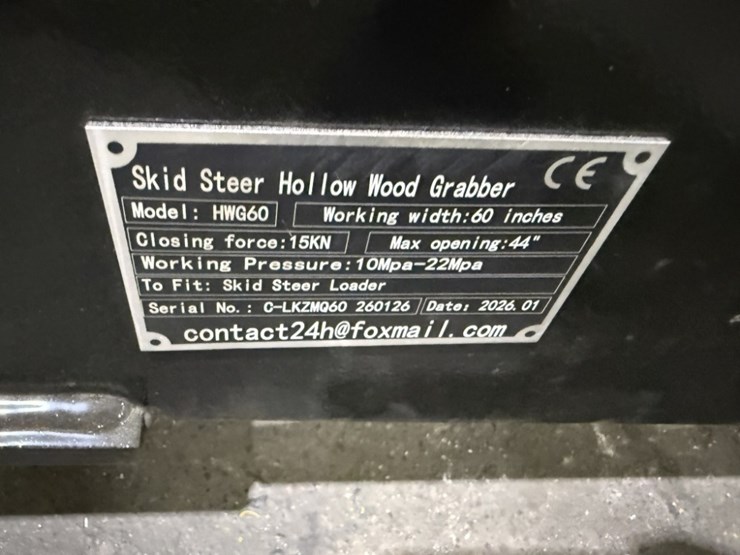 Skid Steer Hollow Wood Grabber CE
Model: HWG60 Working width:60 inches
Closing force:15KN Max opening:44"
Working Pressure:10Mpa-22Mpa
To Fit: Skid Steer Loader
Serial No.: C-LKZMQ60 260126 Date: 2026.01
contact24h@foxmail.com